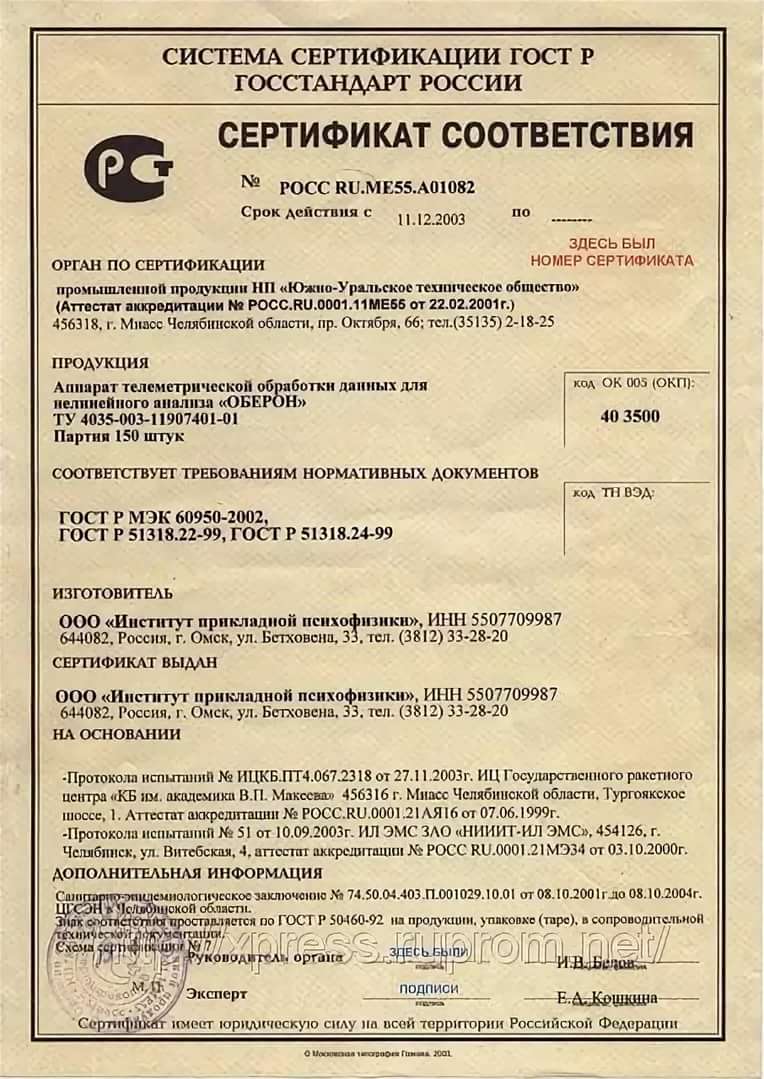 СИСТЕМА СЕРТИФИКАЦИИ ГОСТ Р
ГОССТАНДАРТ РОССИИ
СЕРТИФИКАТ СООТВЕТСТВИЯ
№ РОСС RU.МЕ55.А01082
Срок действия с 11.12.2003 по --------
ЗДЕСЬ БЫЛ
НОМЕР СЕРТИФИКАТА
ОРГАН ПО СЕРТИФИКАЦИИ
промышленной продукции НП «Южно-Уральское техническое общество»
(Аттестат аккредитации № РОСС.RU.0001.11МЕ55 от 22.02.2001г.)
456318, г. Миасс Челябинской области, пр. Октября, 66; тел.(35135) 2-18-25
ПРОДУКЦИЯ
Аппарат телеметрической обработки данных для
нелинейного анализа «ОБЕРОН»
ТУ 4035-003-11907401-01
Партия 150 штук
код ОК 005 (ОКП):
40 3500
СООТВЕТСТВУЕТ ТРЕБОВАНИЯМ НОРМАТИВНЫХ ДОКУМЕНТОВ
код ТН ВЭД:
ГОСТ Р МЭК 60950-2002,
ГОСТ Р 51318.22-99, ГОСТ Р 51318.24-99
ИЗГОТОВИТЕЛЬ
ООО «Институт прикладной психофизики», ИНН 5507709987
644082, Россия, г. Омск, ул. Бетховена, 33, тел. (3812) 33-28-20
СЕРТИФИКАТ ВЫДАН
ООО «Институт прикладной психофизики», ИНН 5507709987
644082, Россия, г. Омск, ул. Бетховена, 33, тел. (3812) 33-28-20
НА ОСНОВАНИИ
-Протокола испытаний № ИЦКБ.ПТ4.067.2318 от 27.11.2003г. ИЦ Государственного ракетного
центра «КБ им. академика В.П. Макеева» 456316 г. Миасс Челябинской области, Тургоякское
шоссе, 1. Аттестат аккредитации № РОСС.RU.0001.21АЯ16 от 07.06.1999г.
-Протокола испытаний № 51 от 10.09.2003г. ИЛ ЭМС ЗАО «НИИИТ-ИЛ ЭМС», 454126, г.
Челябинск, ул. Витебская, 4, аттестат аккредитации № РОСС RU.0001.21МЭ34 от 03.10.2000г.
ДОПОЛНИТЕЛЬНАЯ ИНФОРМАЦИЯ
Санитарно-эпидемиологическое заключение № 74.50.04.403.П.001029.10.01 от 08.10.2001г.до 08.10.2004г.
ЦГСЭН в Челябинской области.
Знак соответствия проставляется по ГОСТ Р 50460-92 на продукции, упаковке (таре), в сопроводительной
технической документации.
Схема сертификации № 7
http://xpress.ruprom.net/
Руководитель органа ЗДЕСЬ БЫЛИ И.В. Белов
подпись
М.П. Эксперт ПОДПИСИ Е.А. Кошкина
подпись
Сертификат имеет юридическую силу на всей территории Российской Федерации
© Московская типография Гознака. 2001.